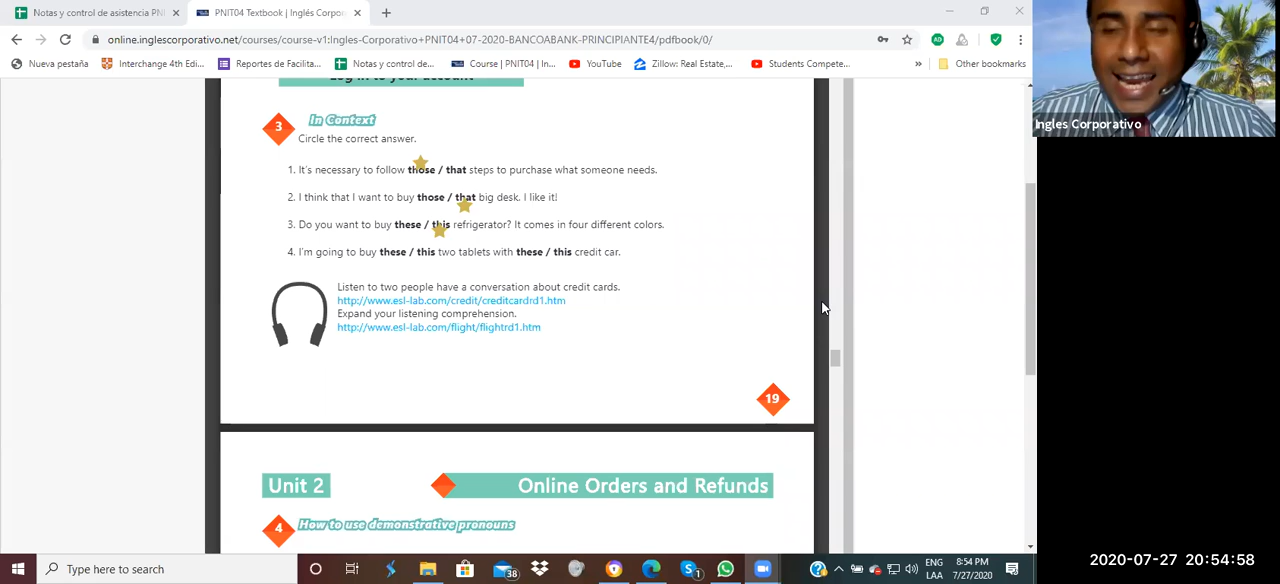 Notas y control de asistencia PNI
PNIT04 Textbook | Inglés Corpor
online.inglescorporativo.net/courses/course-v1:Ingles-Corporativo+PNIT04+07-2020-BANCOABANK-PRINCIPIANTE4/pdfbook/0/
Nueva pestaña
Interchange 4th Edi...
Reportes de Facilita...
Notas y control de...
Course | PNIT04 | In...
YouTube
Zillow: Real Estate,...
Students Compete...
»
Other bookmarks
Ingles Corporativo
Log in to your account
3
In Context
Circle the correct answer.
1. It's necessary to follow those / that steps to purchase what someone needs.
2. I think that I want to buy those / that big desk. I like it!
3. Do you want to buy these / this refrigerator? It comes in four different colors.
4. I'm going to buy these / this two tablets with these / this credit car.
Listen to two people have a conversation about credit cards.
http://www.esl-lab.com/credit/creditcardrd1.htm
Expand your listening comprehension.
http://www.esl-lab.com/flight/flightrd1.htm
19
Unit 2
Online Orders and Refunds
4
How to use demonstrative pronouns
Type here to search
38
1
ENG
LAA
8:54 PM
7/27/2020
2020-07-27 20:54:58